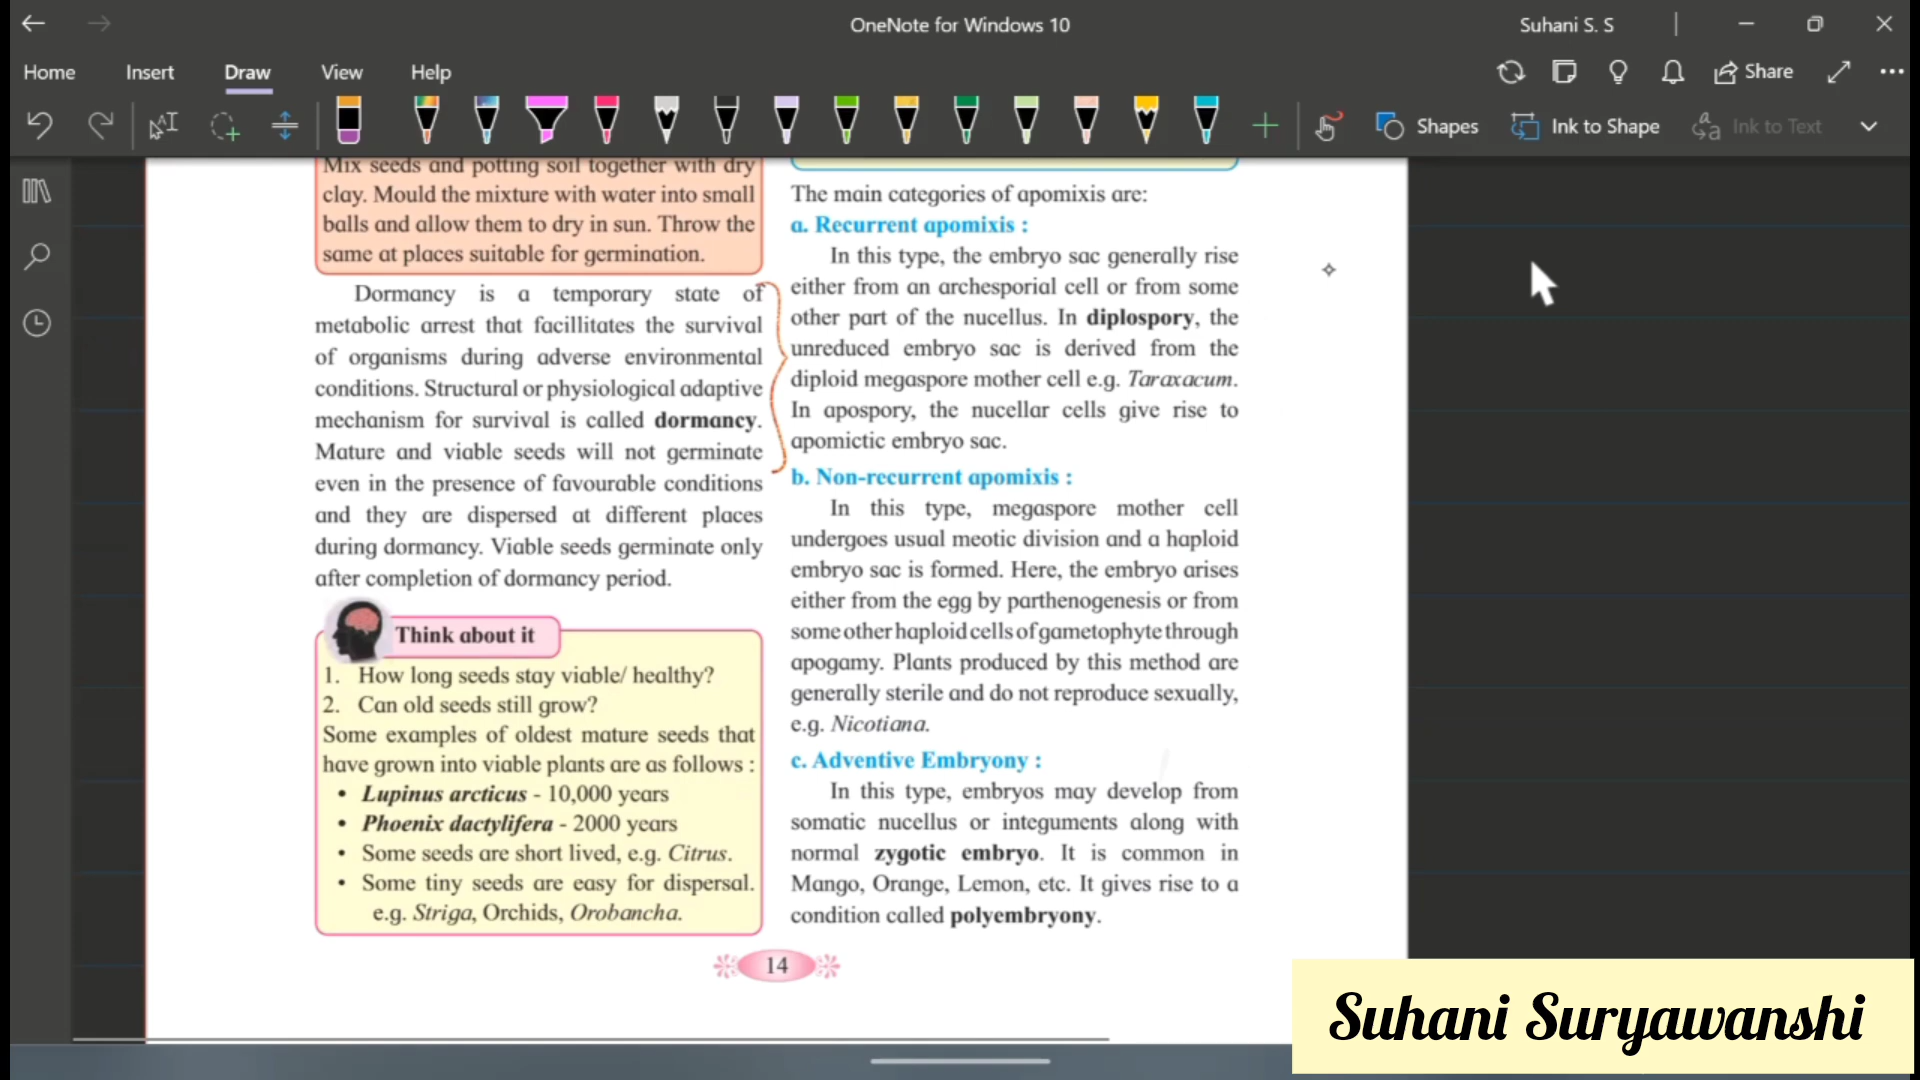 OneNote for Windows 10
Suhani S. S
Home Insert Draw View Help
Share
Shapes Ink to Shape Ink to Text
Mix seeds and potting soil together with dry
clay. Mould the mixture with water into small
balls and allow them to dry in sun. Throw the
same at places suitable for germination.
Dormancy is a temporary state of
metabolic arrest that facillitates the survival
of organisms during adverse environmental
conditions. Structural or physiological adaptive
mechanism for survival is called dormancy.
Mature and viable seeds will not germinate
even in the presence of favourable conditions
and they are dispersed at different places
during dormancy. Viable seeds germinate only
after completion of dormancy period.
Think about it
1. How long seeds stay viable/ healthy?
2. Can old seeds still grow?
Some examples of oldest mature seeds that
have grown into viable plants are as follows :
• Lupinus arcticus - 10,000 years
• Phoenix dactylifera - 2000 years
• Some seeds are short lived, e.g. Citrus.
• Some tiny seeds are easy for dispersal.
e.g. Striga, Orchids, Orobancha.
The main categories of apomixis are:
a. Recurrent apomixis :
In this type, the embryo sac generally rise
either from an archesporial cell or from some
other part of the nucellus. In diplospory, the
unreduced embryo sac is derived from the
diploid megaspore mother cell e.g. Taraxacum.
In apospory, the nucellar cells give rise to
apomictic embryo sac.
b. Non-recurrent apomixis :
In this type, megaspore mother cell
undergoes usual meotic division and a haploid
embryo sac is formed. Here, the embryo arises
either from the egg by parthenogenesis or from
some other haploid cells of gametophyte through
apogamy. Plants produced by this method are
generally sterile and do not reproduce sexually,
e.g. Nicotiana.
c. Adventive Embryony :
In this type, embryos may develop from
somatic nucellus or integuments along with
normal zygotic embryo. It is common in
Mango, Orange, Lemon, etc. It gives rise to a
condition called polyembryony.
14
Suhani Suryawanshi